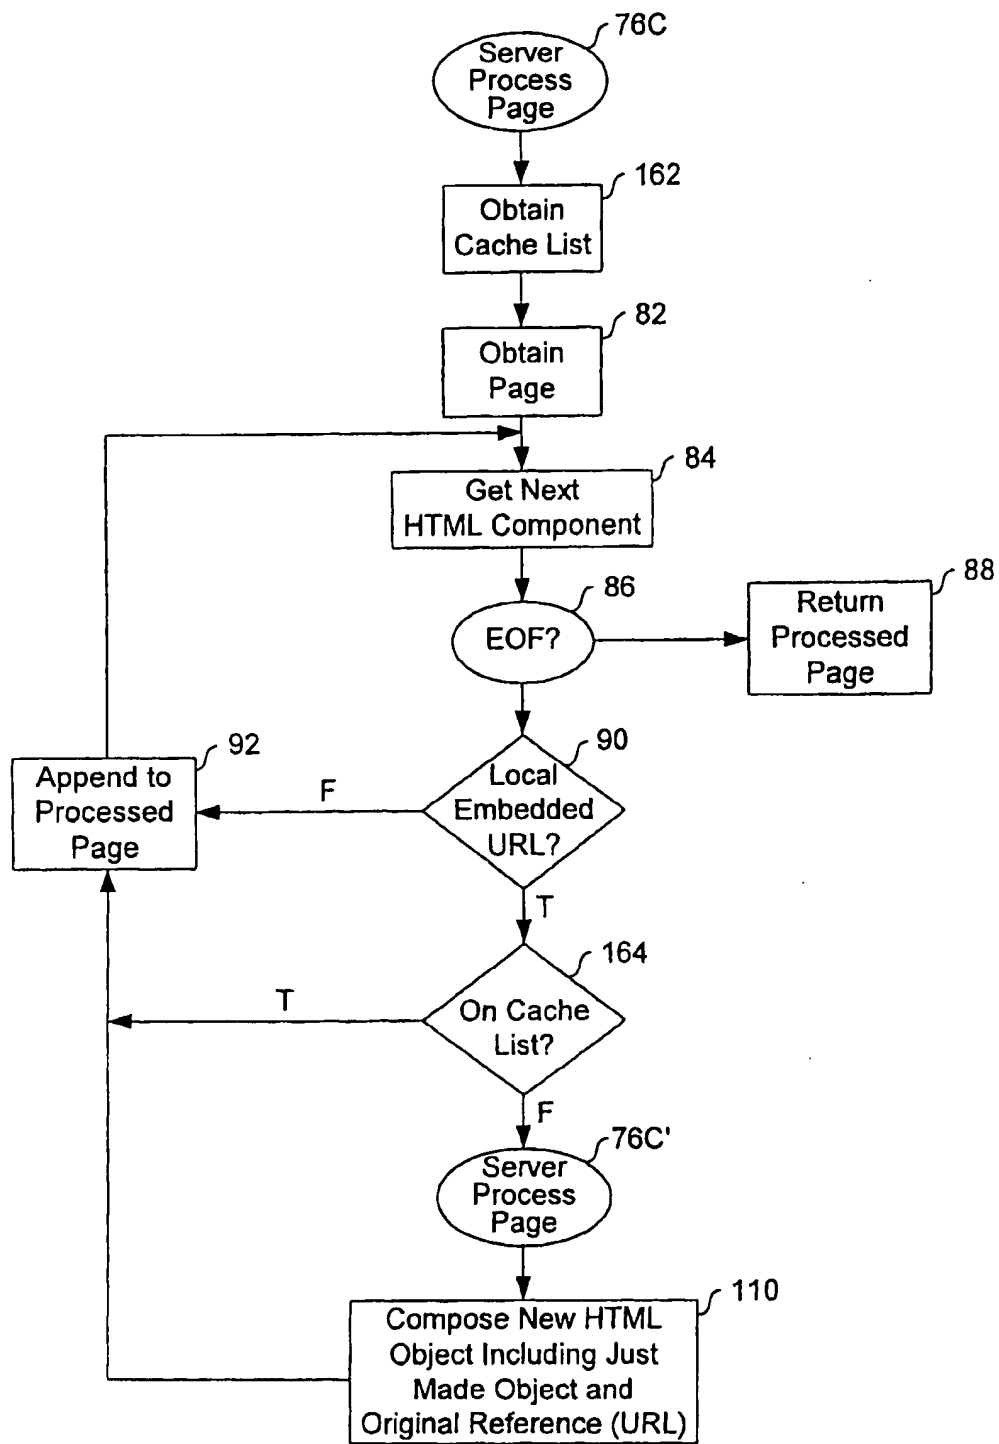 76C
Server
Process
Page
162
Obtain
Cache List
82
Obtain
Page
84
Get Next
HTML Component
86
EOF?
88
Return
Processed
Page
90
Local
Embedded
URL?
F
92
Append to
Processed
Page
T
164
On Cache
List?
T
F
76C'
Server
Process
Page
110
Compose New HTML
Object Including Just
Made Object and
Original Reference (URL)